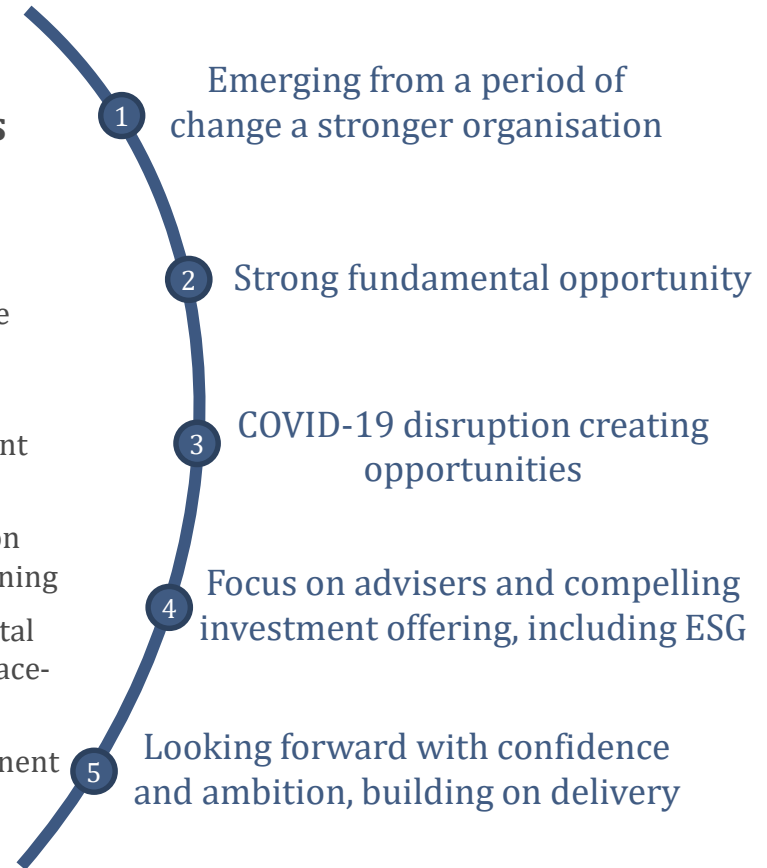 1
Emerging from a period of
change a stronger organisation
2
Strong fundamental opportunity
3
COVID-19 disruption creating
opportunities
4
Focus on advisers and compelling
investment offering, including ESG
5
Looking forward with confidence
and ambition, building on delivery